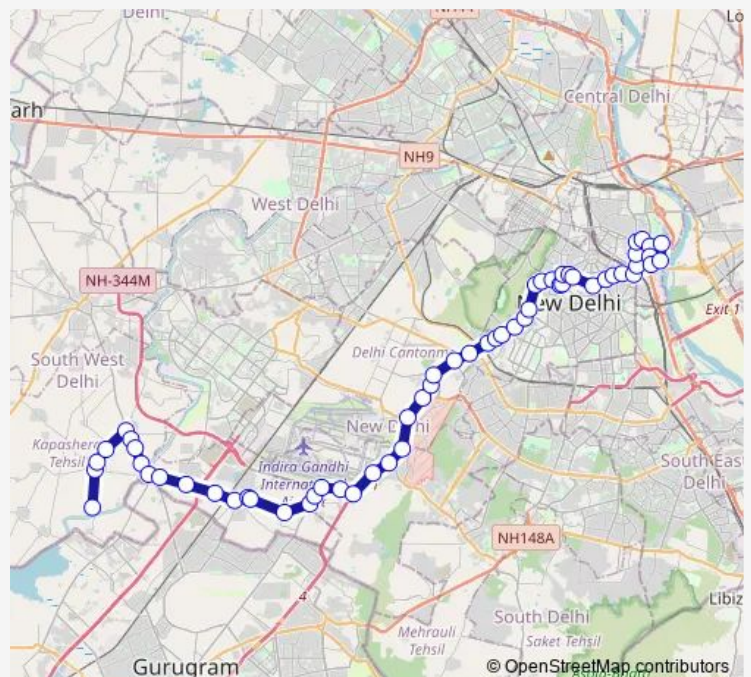 Delhi
NH44
Lo
arh
Central Delhi
NH9
West Delhi
NH-344M
New Delhi
Exit 1
Delhi Cantonm
South West
Delhi
Kapashera
Tehsil
New D
Indira Gandhi
Internat
South East
Delhi
NH148A
4
Libiz
South Delhi
Mehrauli
Tehsil
Saket Tehsil
Gurugram
© OpenStreetMap contributors